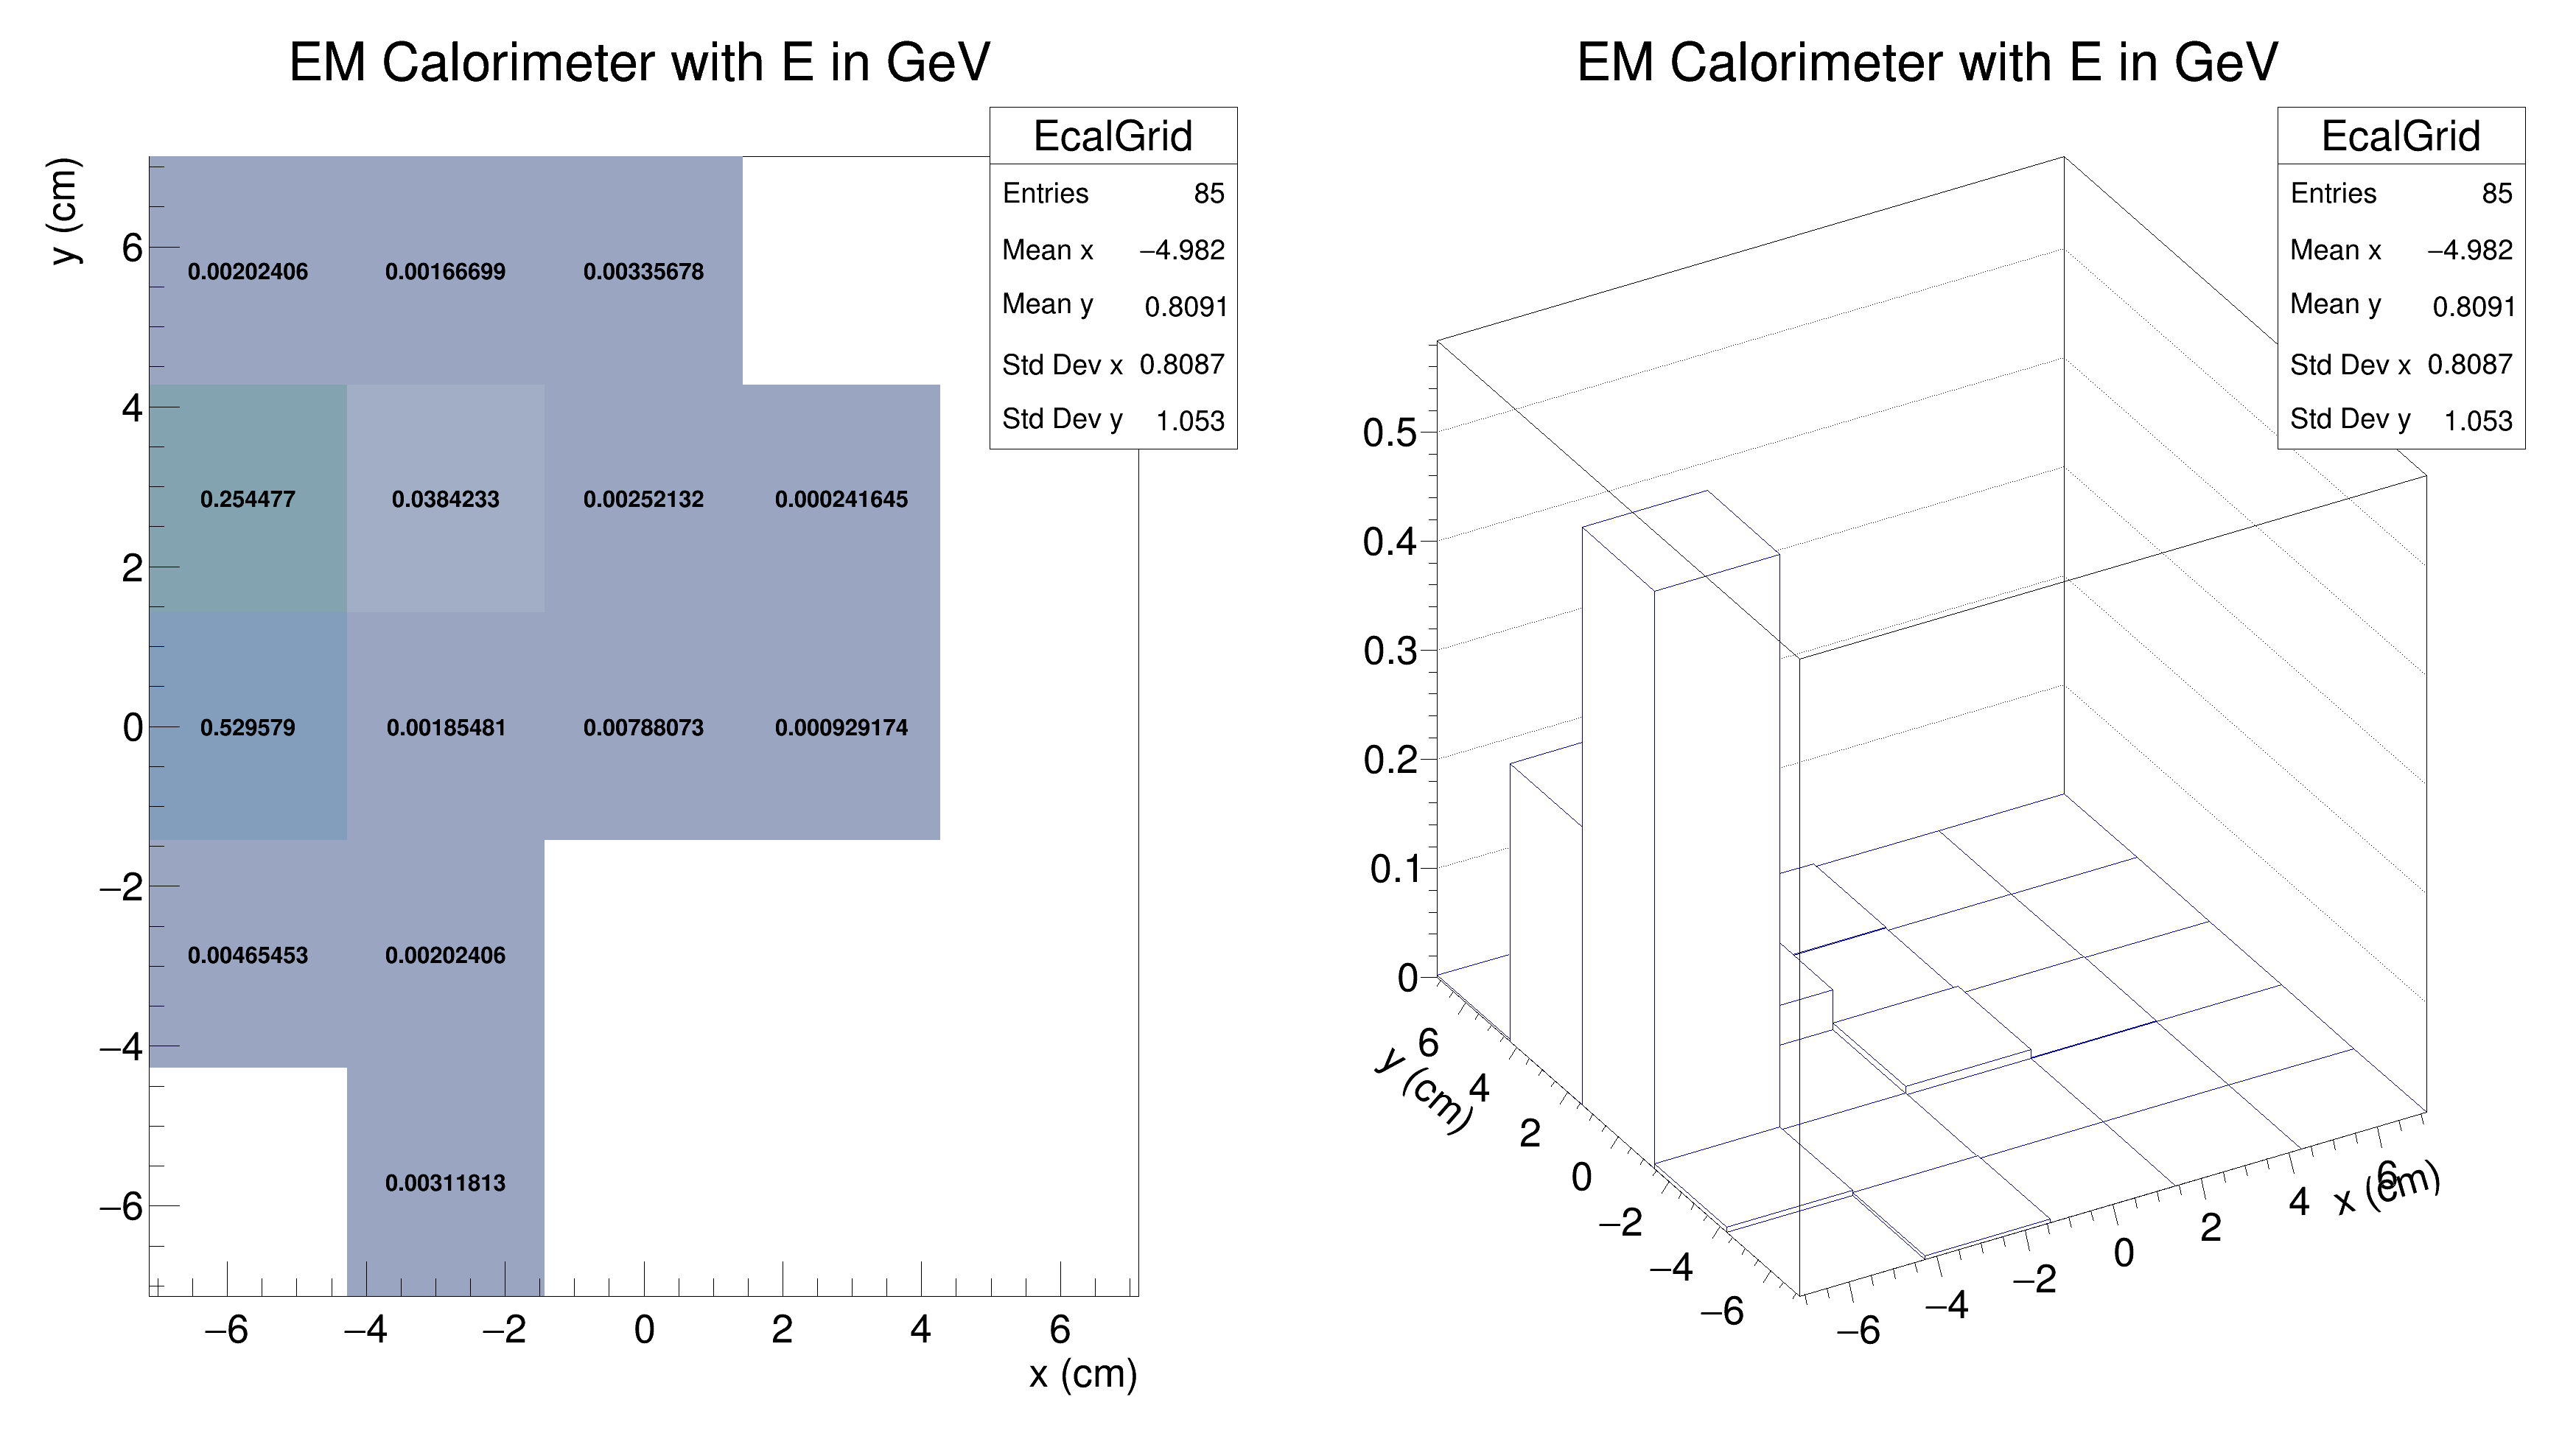 EM Calorimeter with E in GeV
y (cm)
EcalGrid
Entries 85
Mean x −4.982
Mean y 0.8091
Std Dev x 0.8087
Std Dev y 1.053
6
4
2
0
−2
−4
−6
0.00202406 0.00166699 0.00335678
0.254477 0.0384233 0.00252132 0.000241645
0.529579 0.00185481 0.00788073 0.000929174
0.00465453 0.00202406
0.00311813
−6 −4 −2 0 2 4 6
x (cm)
EM Calorimeter with E in GeV
EcalGrid
Entries 85
Mean x −4.982
Mean y 0.8091
Std Dev x 0.8087
Std Dev y 1.053
0.5
0.4
0.3
0.2
0.1
0
6
4
2
0
−2
−4
−6
y (cm)
−6 −4 −2 0 2 4 6
x (cm)